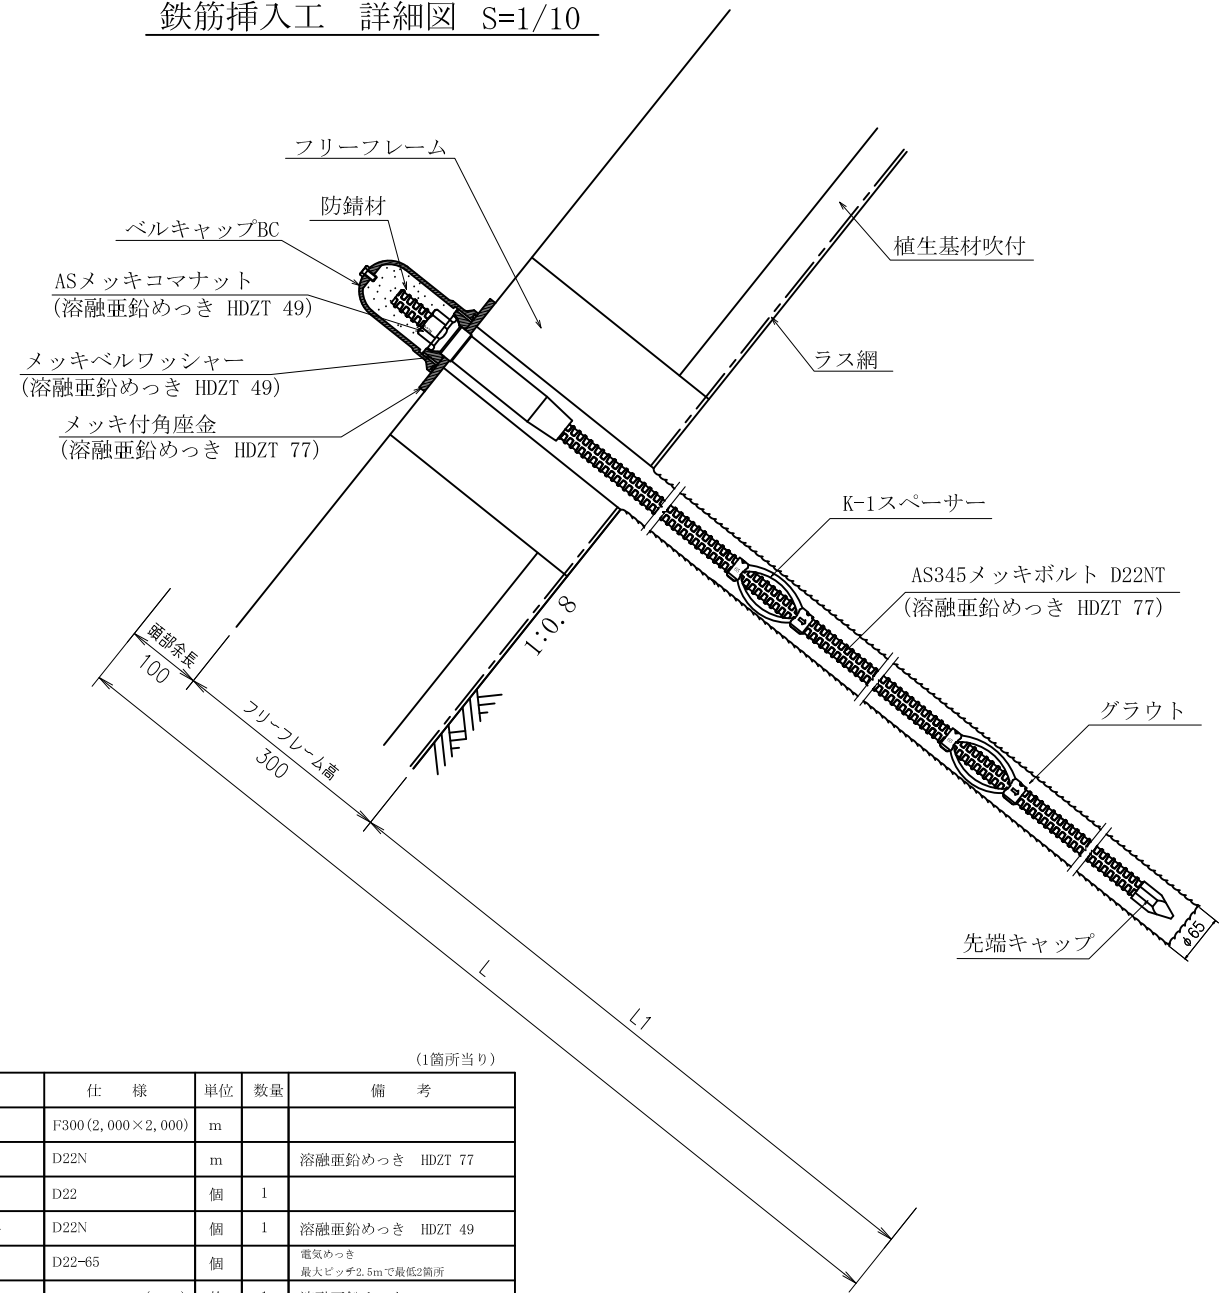 鉄筋挿入工　詳細図 S=1/10
フリーフレーム
防錆材
ベルキャップBC
ASメッキコマナット
(溶融亜鉛めっき HDZT 49)
メッキベルワッシャー
(溶融亜鉛めっき HDZT 49)
メッキ付角座金
(溶融亜鉛めっき HDZT 77)
植生基材吹付
ラス網
K-1スペーサー
AS345メッキボルト D22NT
(溶融亜鉛めっき HDZT 77)
グラウト
先端キャップ
φ65
1:0.8
頭部余長
100
フリーフレーム高
300
L
L1
(1箇所当り)
仕　様 単位 数量 備　考
F300(2,000×2,000) m
D22N m 溶融亜鉛めっき HDZT 77
D22 個 1
D22N 個 1 溶融亜鉛めっき HDZT 49
D22-65 個 電気めっき
最大ピッチ2.5mで最低2箇所